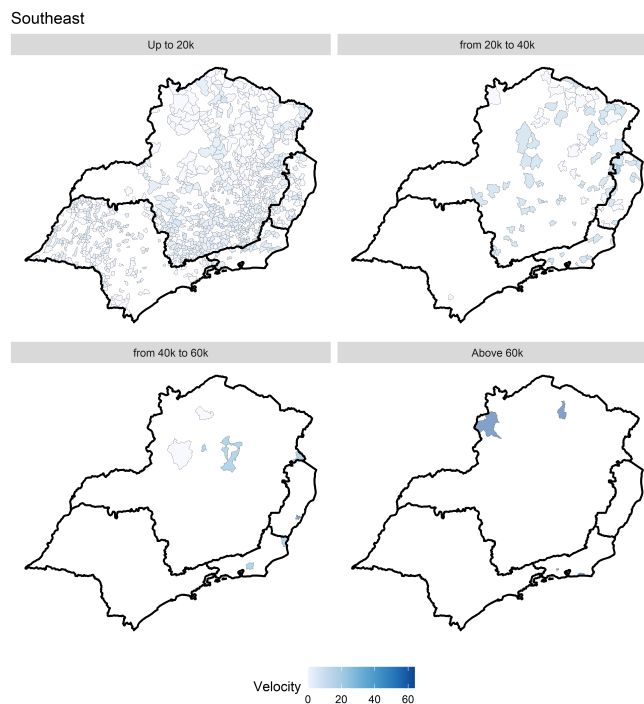 Southeast
Up to 20k
from 20k to 40k
from 40k to 60k
Above 60k
Velocity
0 20 40 60